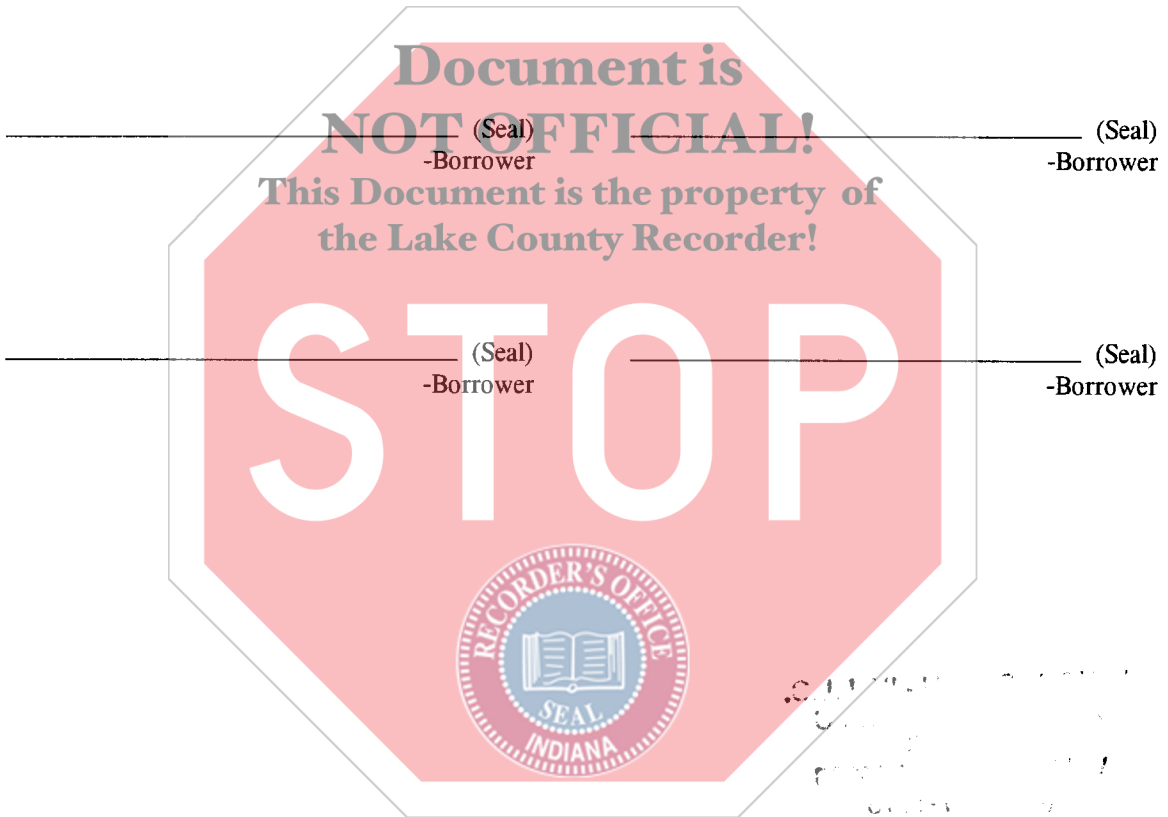 Document is
NOT OFFICIAL!
(Seal) (Seal)
-Borrower -Borrower
This Document is the property of
the Lake County Recorder!
STOP
(Seal) (Seal)
-Borrower -Borrower
RECORDER'S OFFICE
SEAL
INDIANA